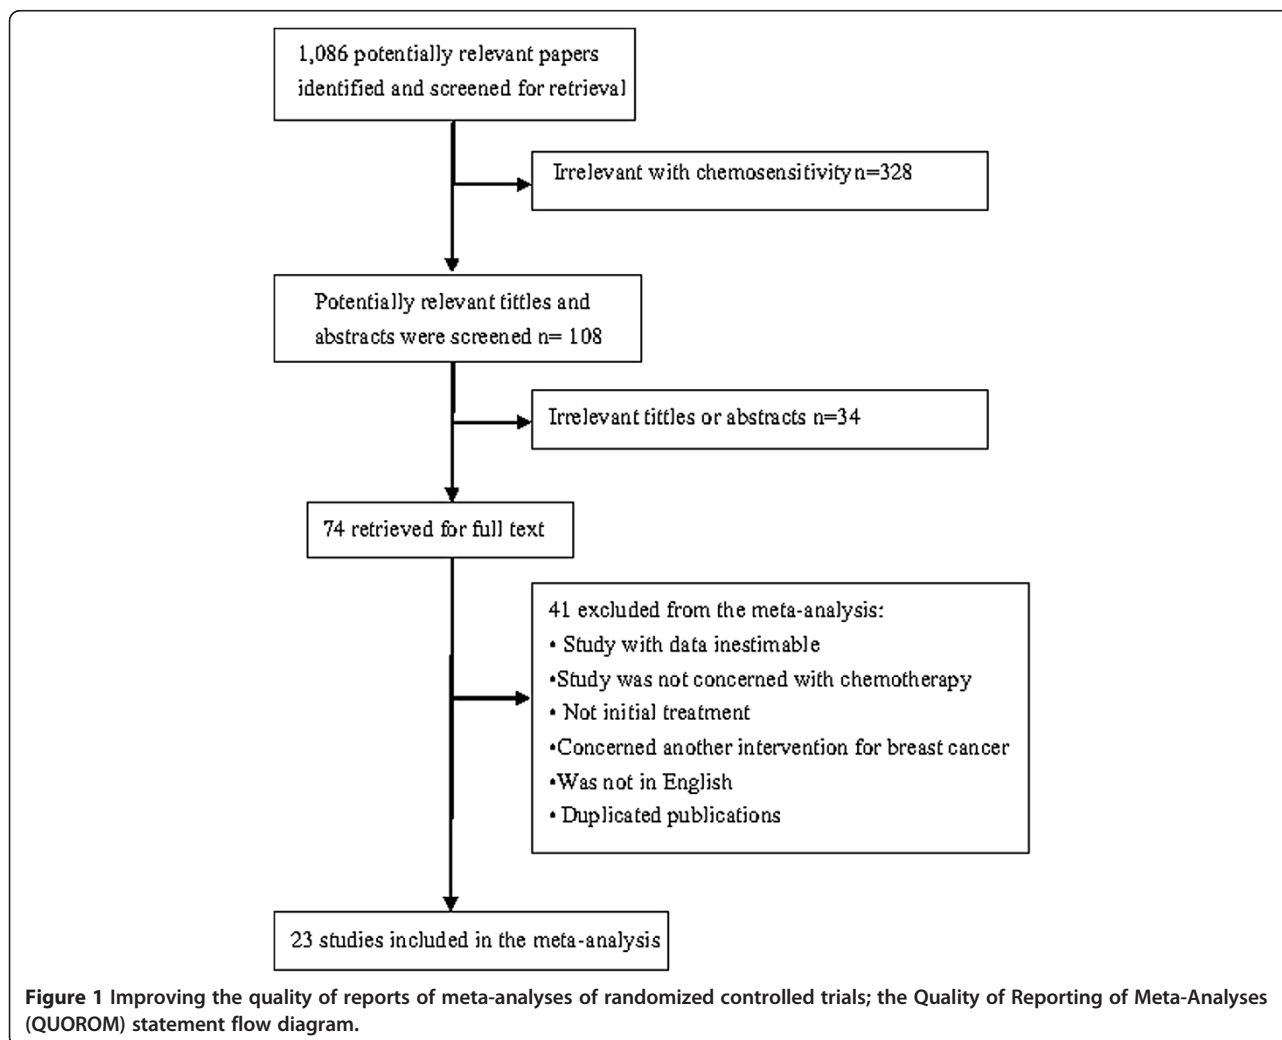 1,086 potentially relevant papers
identified and screened for retrieval
Irrelevant with chemosensitivity n=328
Potentially relevant tittles and
abstracts were screened n= 108
Irrelevant tittles or abstracts n=34
74 retrieved for full text
41 excluded from the meta-analysis:
• Study with data inestimable
•Study was not concerned with chemotherapy
• Not initial treatment
•Concerned another intervention for breast cancer
•Was not in English
• Duplicated publications
23 studies included in the meta-analysis
Figure 1 Improving the quality of reports of meta-analyses of randomized controlled trials; the Quality of Reporting of Meta-Analyses
(QUOROM) statement flow diagram.